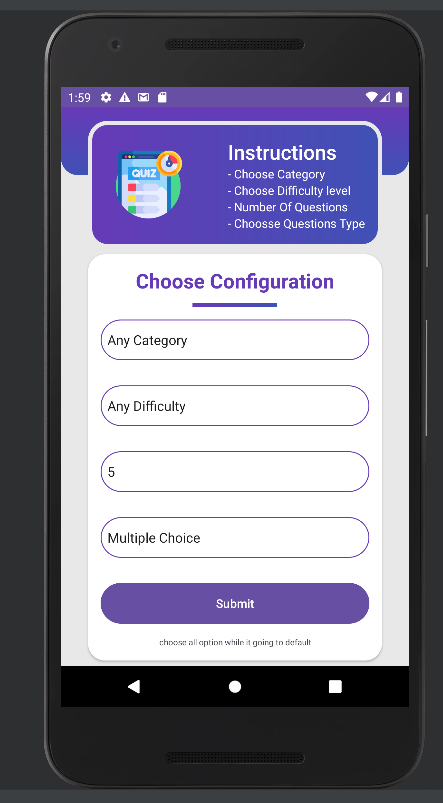 1:59
Instructions
QUIZ
- Choose Category
- Choose Difficulty level
- Number Of Questions
- Choosse Questions Type
Choose Configuration
Any Category
Any Difficulty
5
Multiple Choice
Submit
choose all option while it going to default